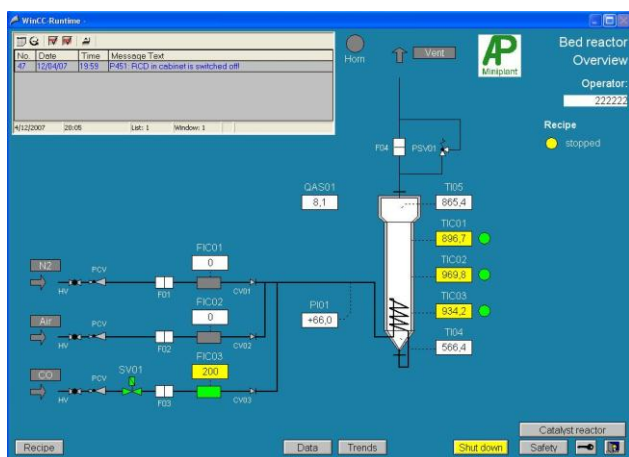 WinCC-Runtime -
No. Date Time Message Text
47 12/04/07 19:59 P451: RCD in cabinet is switched off!
4/12/2007 20:05 List: 1 Window: 1
Horn
Vent
AP
Miniplant
Bed reactor
Overview
Operator:
222222
Recipe
stopped
F04
PSV01
QAS01
8,1
TI05
865,4
TIC01
896,7
TIC02
969,8
TIC03
934,2
TI04
566,4
PI01
+66,0
N2
HV
PCV
F01
FIC01
0
CV01
Air
HV
PCV
F02
FIC02
0
CV02
CO
HV
PCV
SV01
F03
FIC03
200
CV03
Catalyst reactor
Recipe
Data
Trends
Shut down
Safety